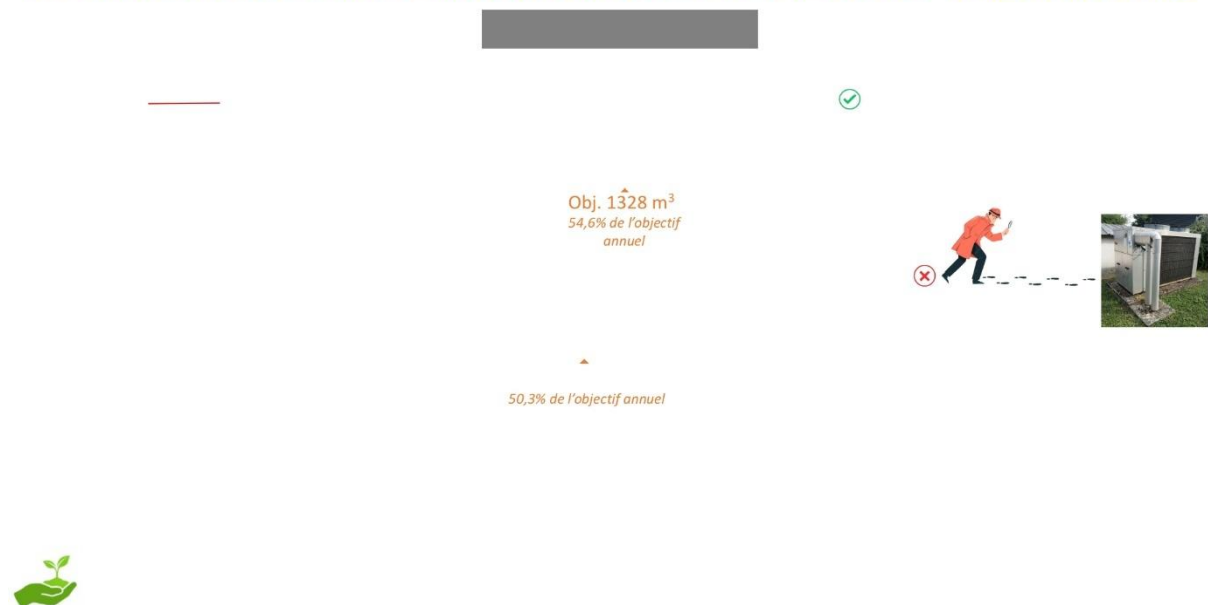 Obj. 1328 m³
54,6% de l'objectif
annuel
50,3% de l'objectif annuel